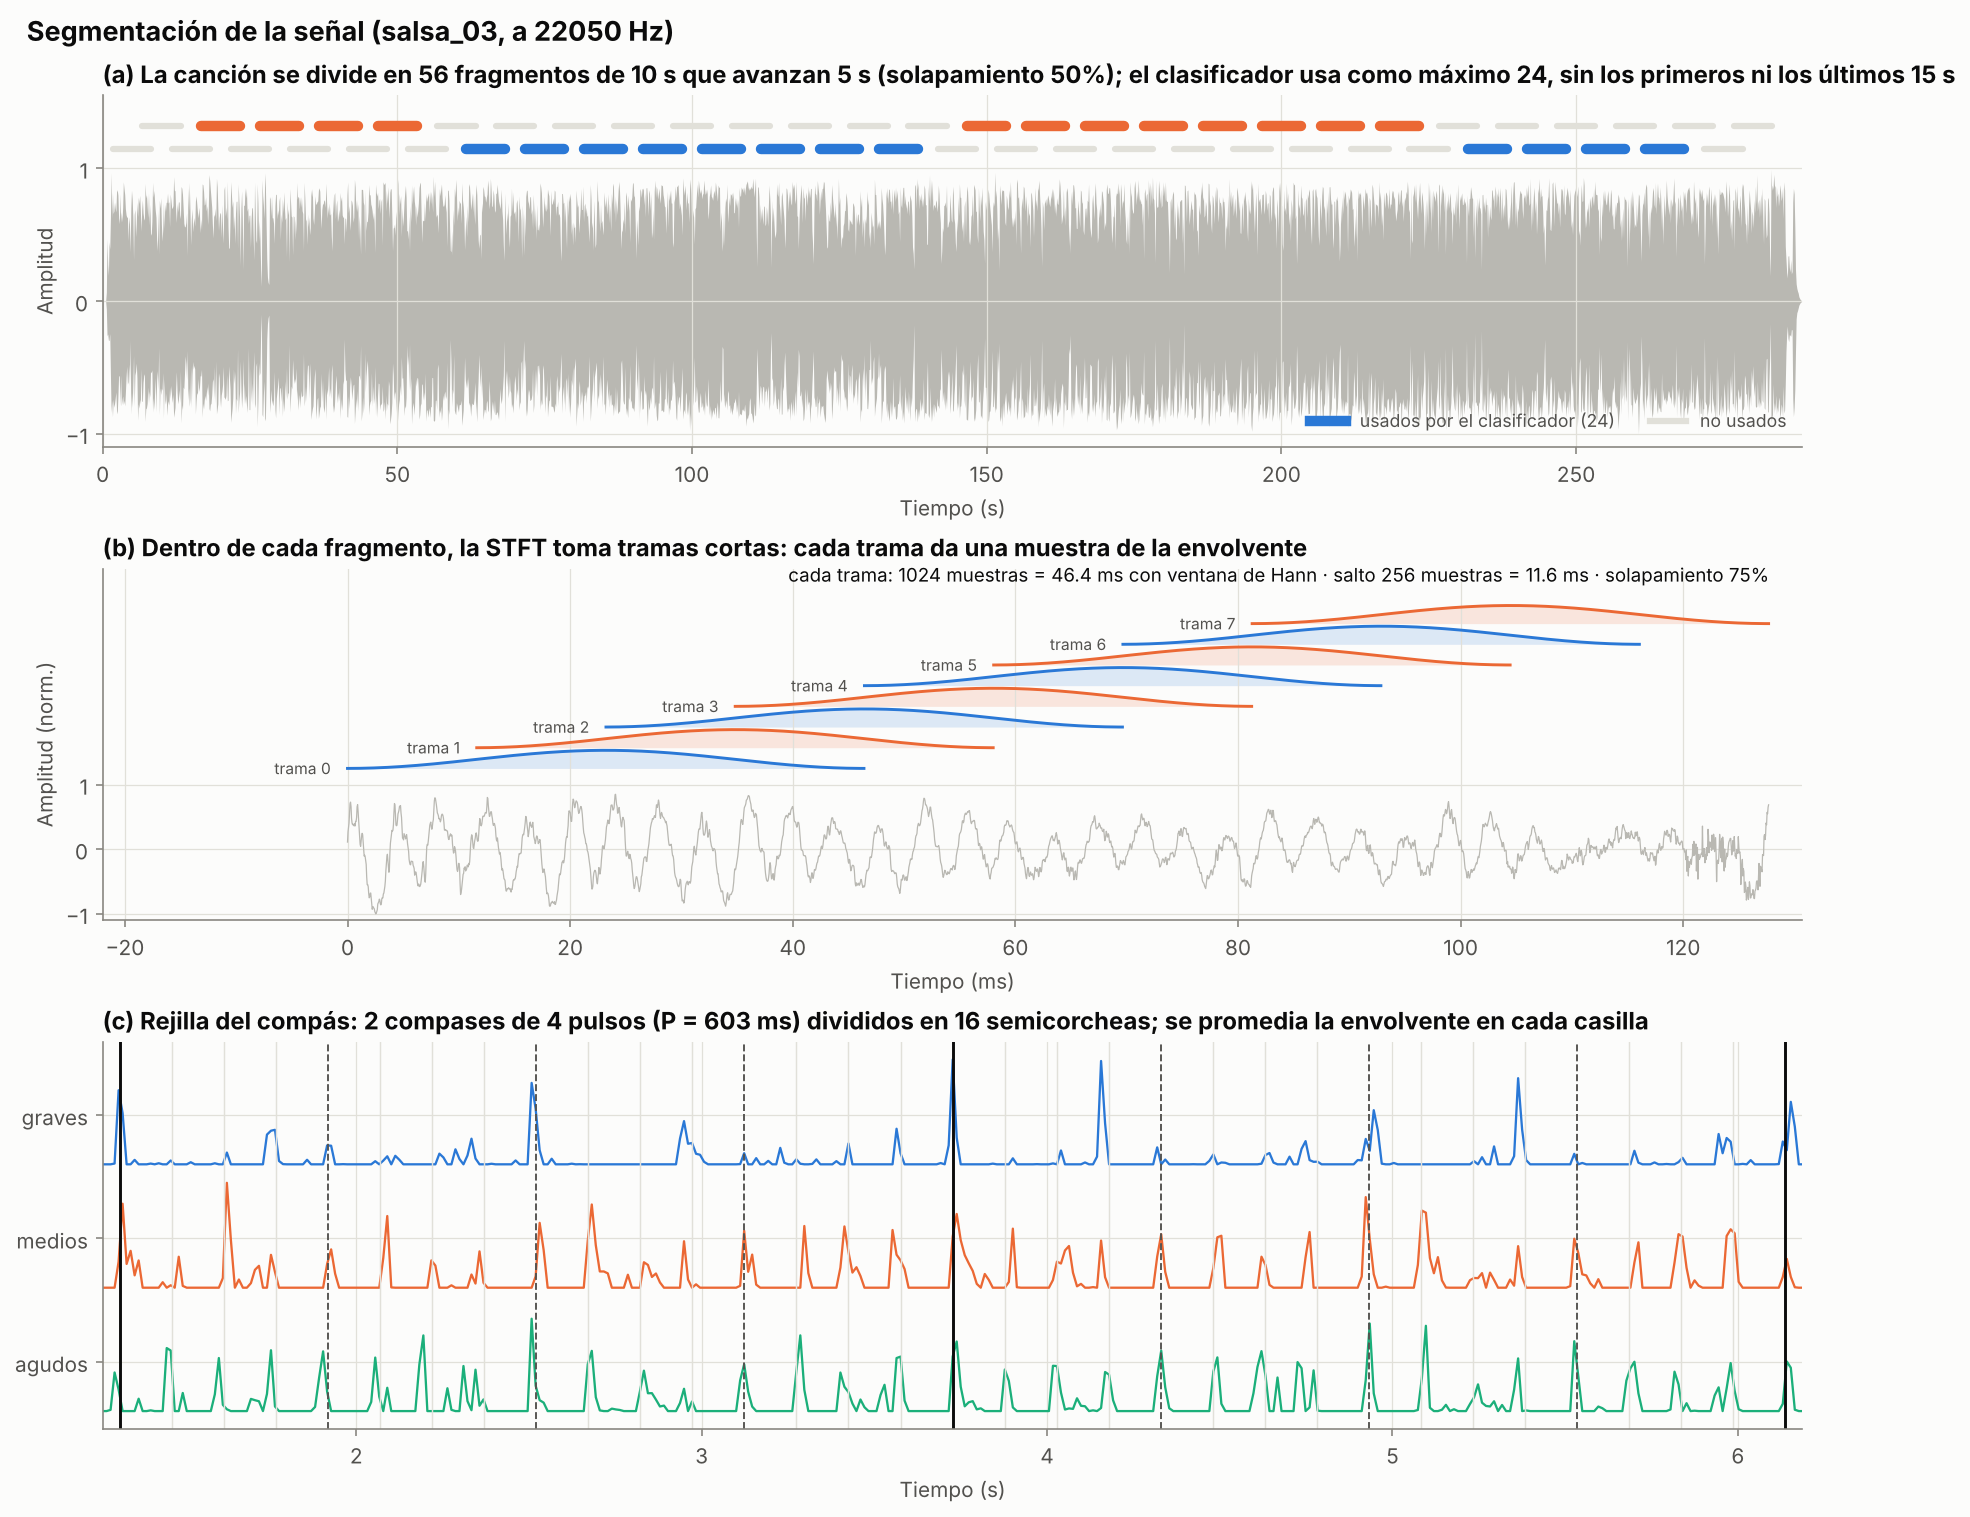 Segmentación de la señal (salsa_03, a 22050 Hz)
(a) La canción se divide en 56 fragmentos de 10 s que avanzan 5 s (solapamiento 50%); el clasificador usa como máximo 24, sin los primeros ni los últimos 15 s
Amplitud
1
0
−1
usados por el clasificador (24)
no usados
0 50 100 150 200 250
Tiempo (s)
(b) Dentro de cada fragmento, la STFT toma tramas cortas: cada trama da una muestra de la envolvente
cada trama: 1024 muestras = 46.4 ms con ventana de Hann · salto 256 muestras = 11.6 ms · solapamiento 75%
trama 7
trama 6
trama 5
trama 4
trama 3
trama 2
trama 1
trama 0
Amplitud (norm.)
1
0
−1
−20 0 20 40 60 80 100 120
Tiempo (ms)
(c) Rejilla del compás: 2 compases de 4 pulsos (P = 603 ms) divididos en 16 semicorcheas; se promedia la envolvente en cada casilla
graves
medios
agudos
2 3 4 5 6
Tiempo (s)